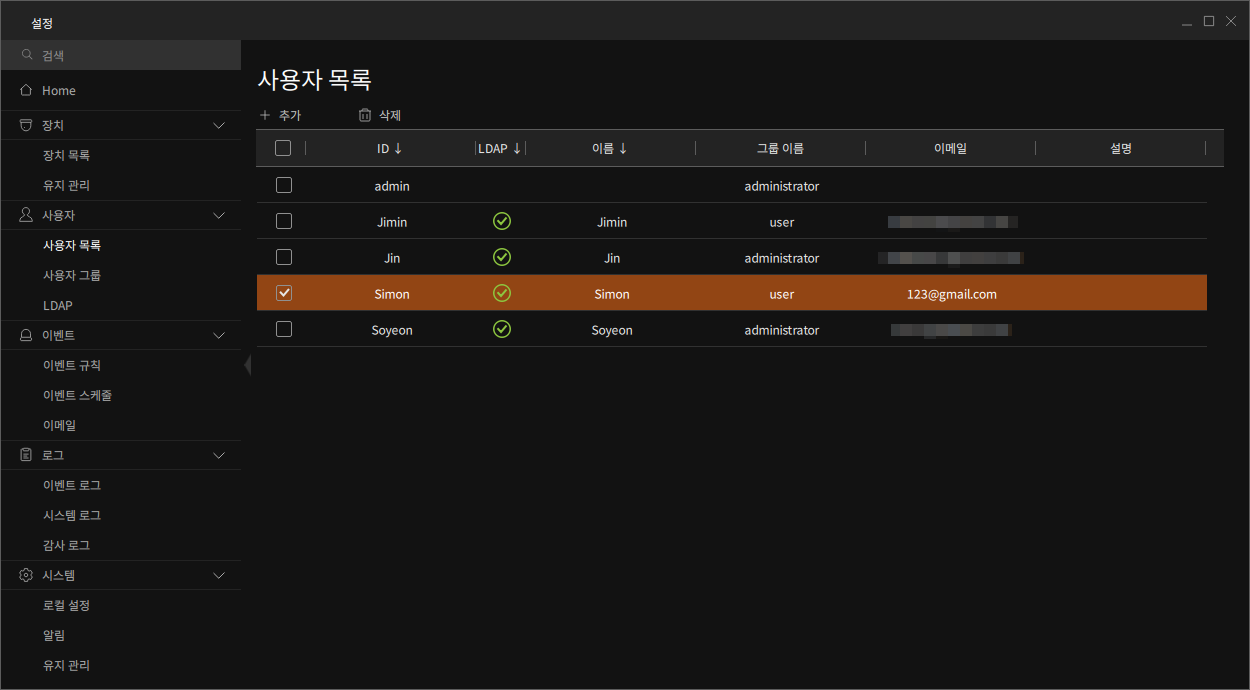 설정
검색
Home
장치
장치 목록
유지 관리
사용자
사용자 목록
사용자 그룹
LDAP
이벤트
이벤트 규칙
이벤트 스케줄
이메일
로그
이벤트 로그
시스템 로그
감사 로그
시스템
로컬 설정
알림
유지 관리
사용자 목록
추가 삭제
ID ↓ LDAP ↓ 이름 ↓ 그룹 이름 이메일 설명
admin administrator
Jimin Jimin user
Jin Jin administrator
Simon Simon user 123@gmail.com
Soyeon Soyeon administrator